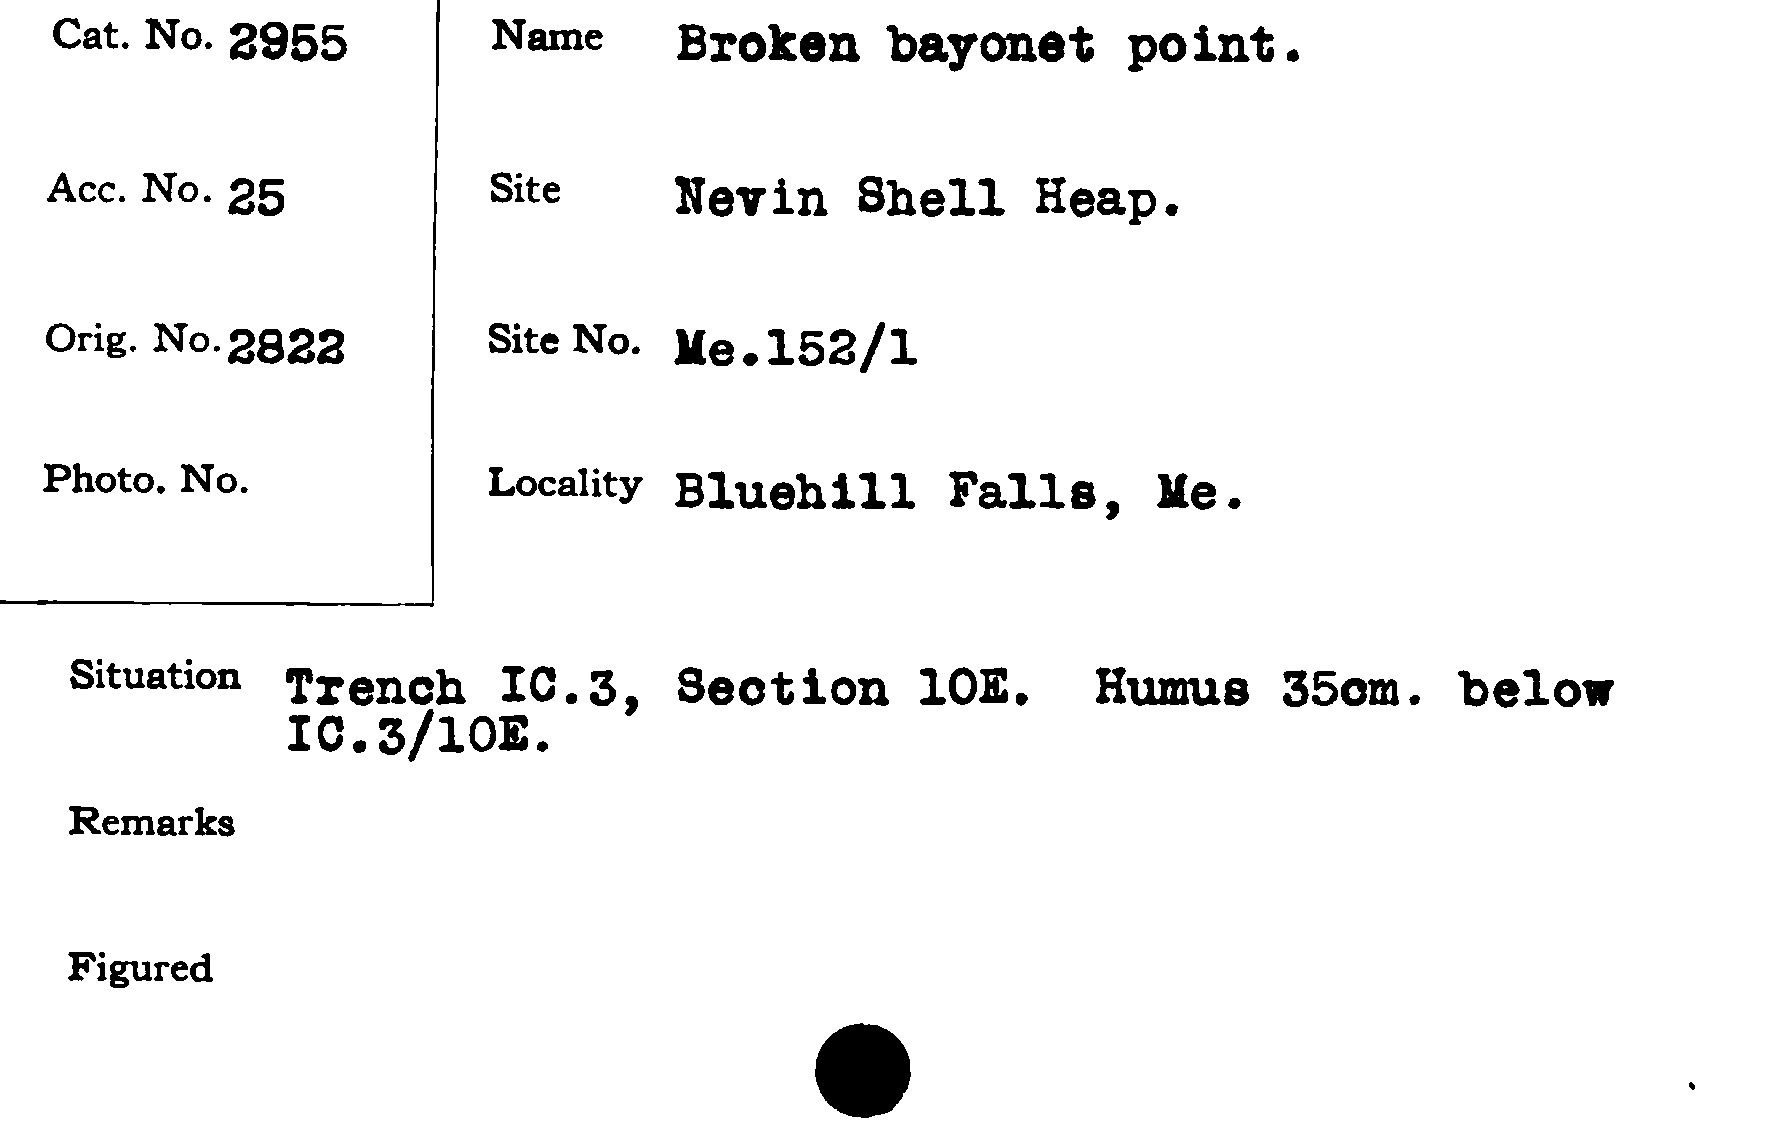 Cat. No. 2955
Name Broken bayonet point.
Acc. No. 25
Site Nevin Shell Heap.
Orig. No. 2822
Site No. Me.152/1
Photo. No.
Locality Bluehill Falls, Me.
Situation Trench IC.3, Section 10E. Humus 35cm. below
IC.3/10E.
Remarks
Figured